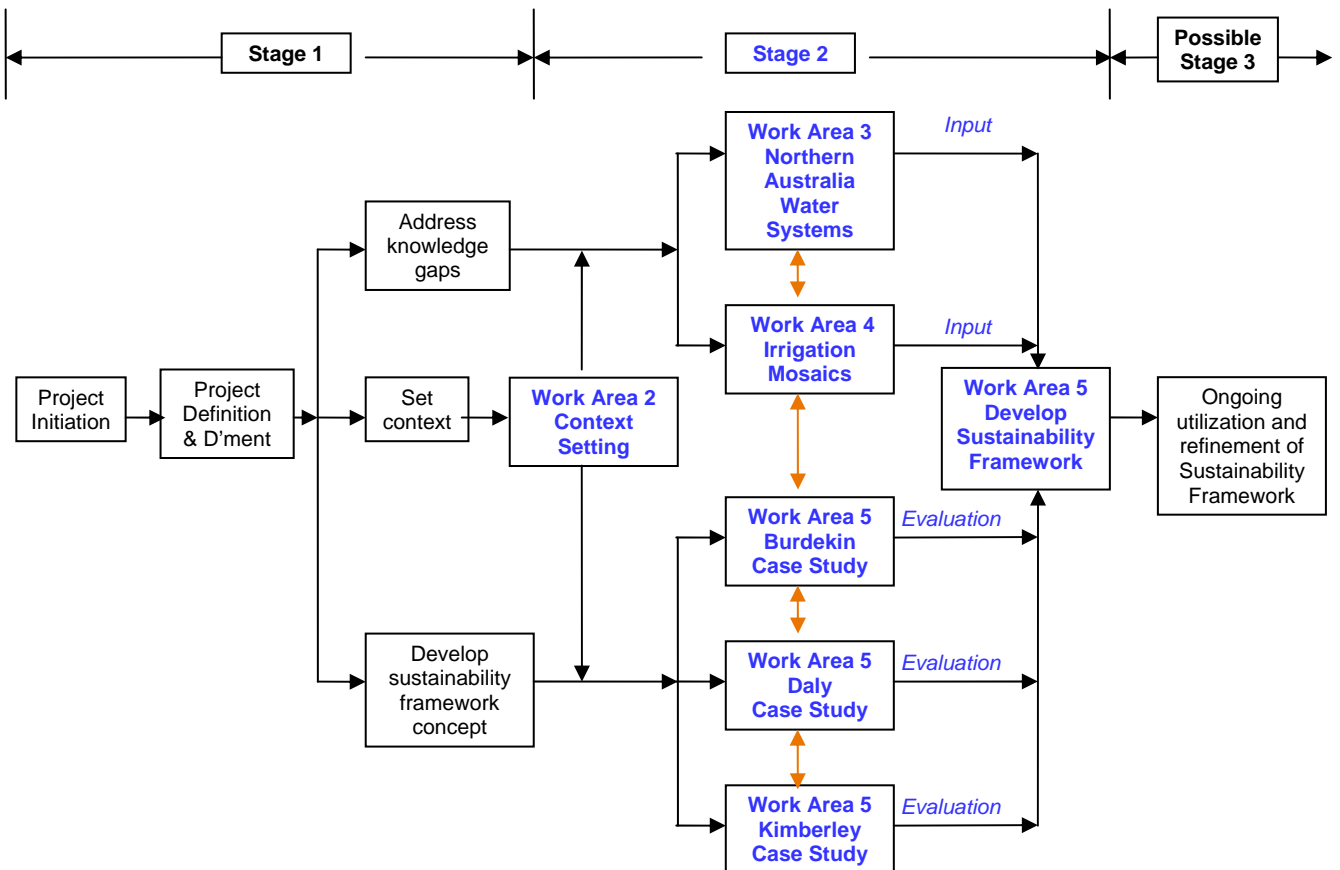 Stage 1
Stage 2
Possible
Stage 3
Work Area 3
Northern
Australia
Water
Systems
Input
Address
knowledge
gaps
Work Area 4
Irrigation
Mosaics
Input
Project
Initiation
Project
Definition
& D’ment
Set
context
Work Area 2
Context
Setting
Work Area 5
Develop
Sustainability
Framework
Ongoing
utilization and
refinement of
Sustainability
Framework
Work Area 5
Burdekin
Case Study
Evaluation
Develop
sustainability
framework
concept
Work Area 5
Daly
Case Study
Evaluation
Work Area 5
Kimberley
Case Study
Evaluation